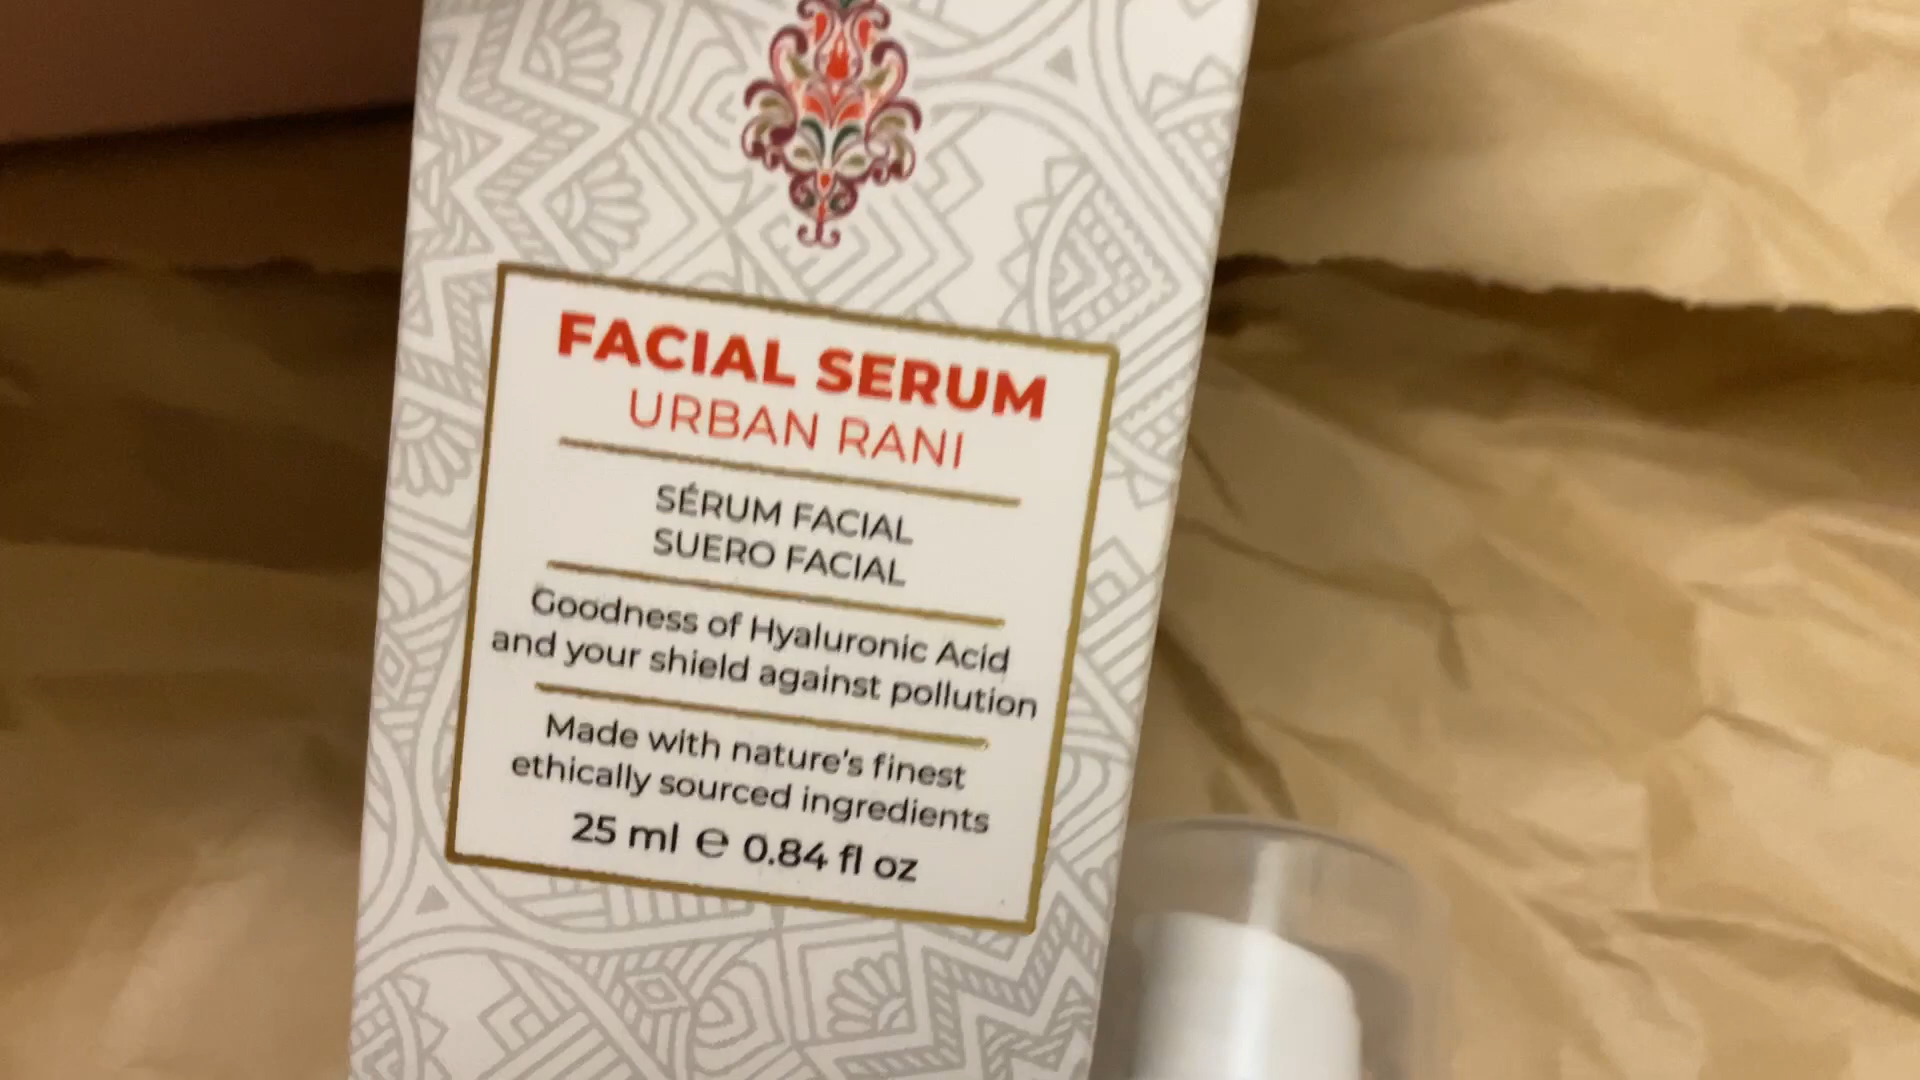 FACIAL SERUM
URBAN RANI
SÉRUM FACIAL
SUERO FACIAL
Goodness of Hyaluronic Acid
and your shield against pollution
Made with nature's finest
ethically sourced ingredients
25 ml ℮ 0.84 fl oz